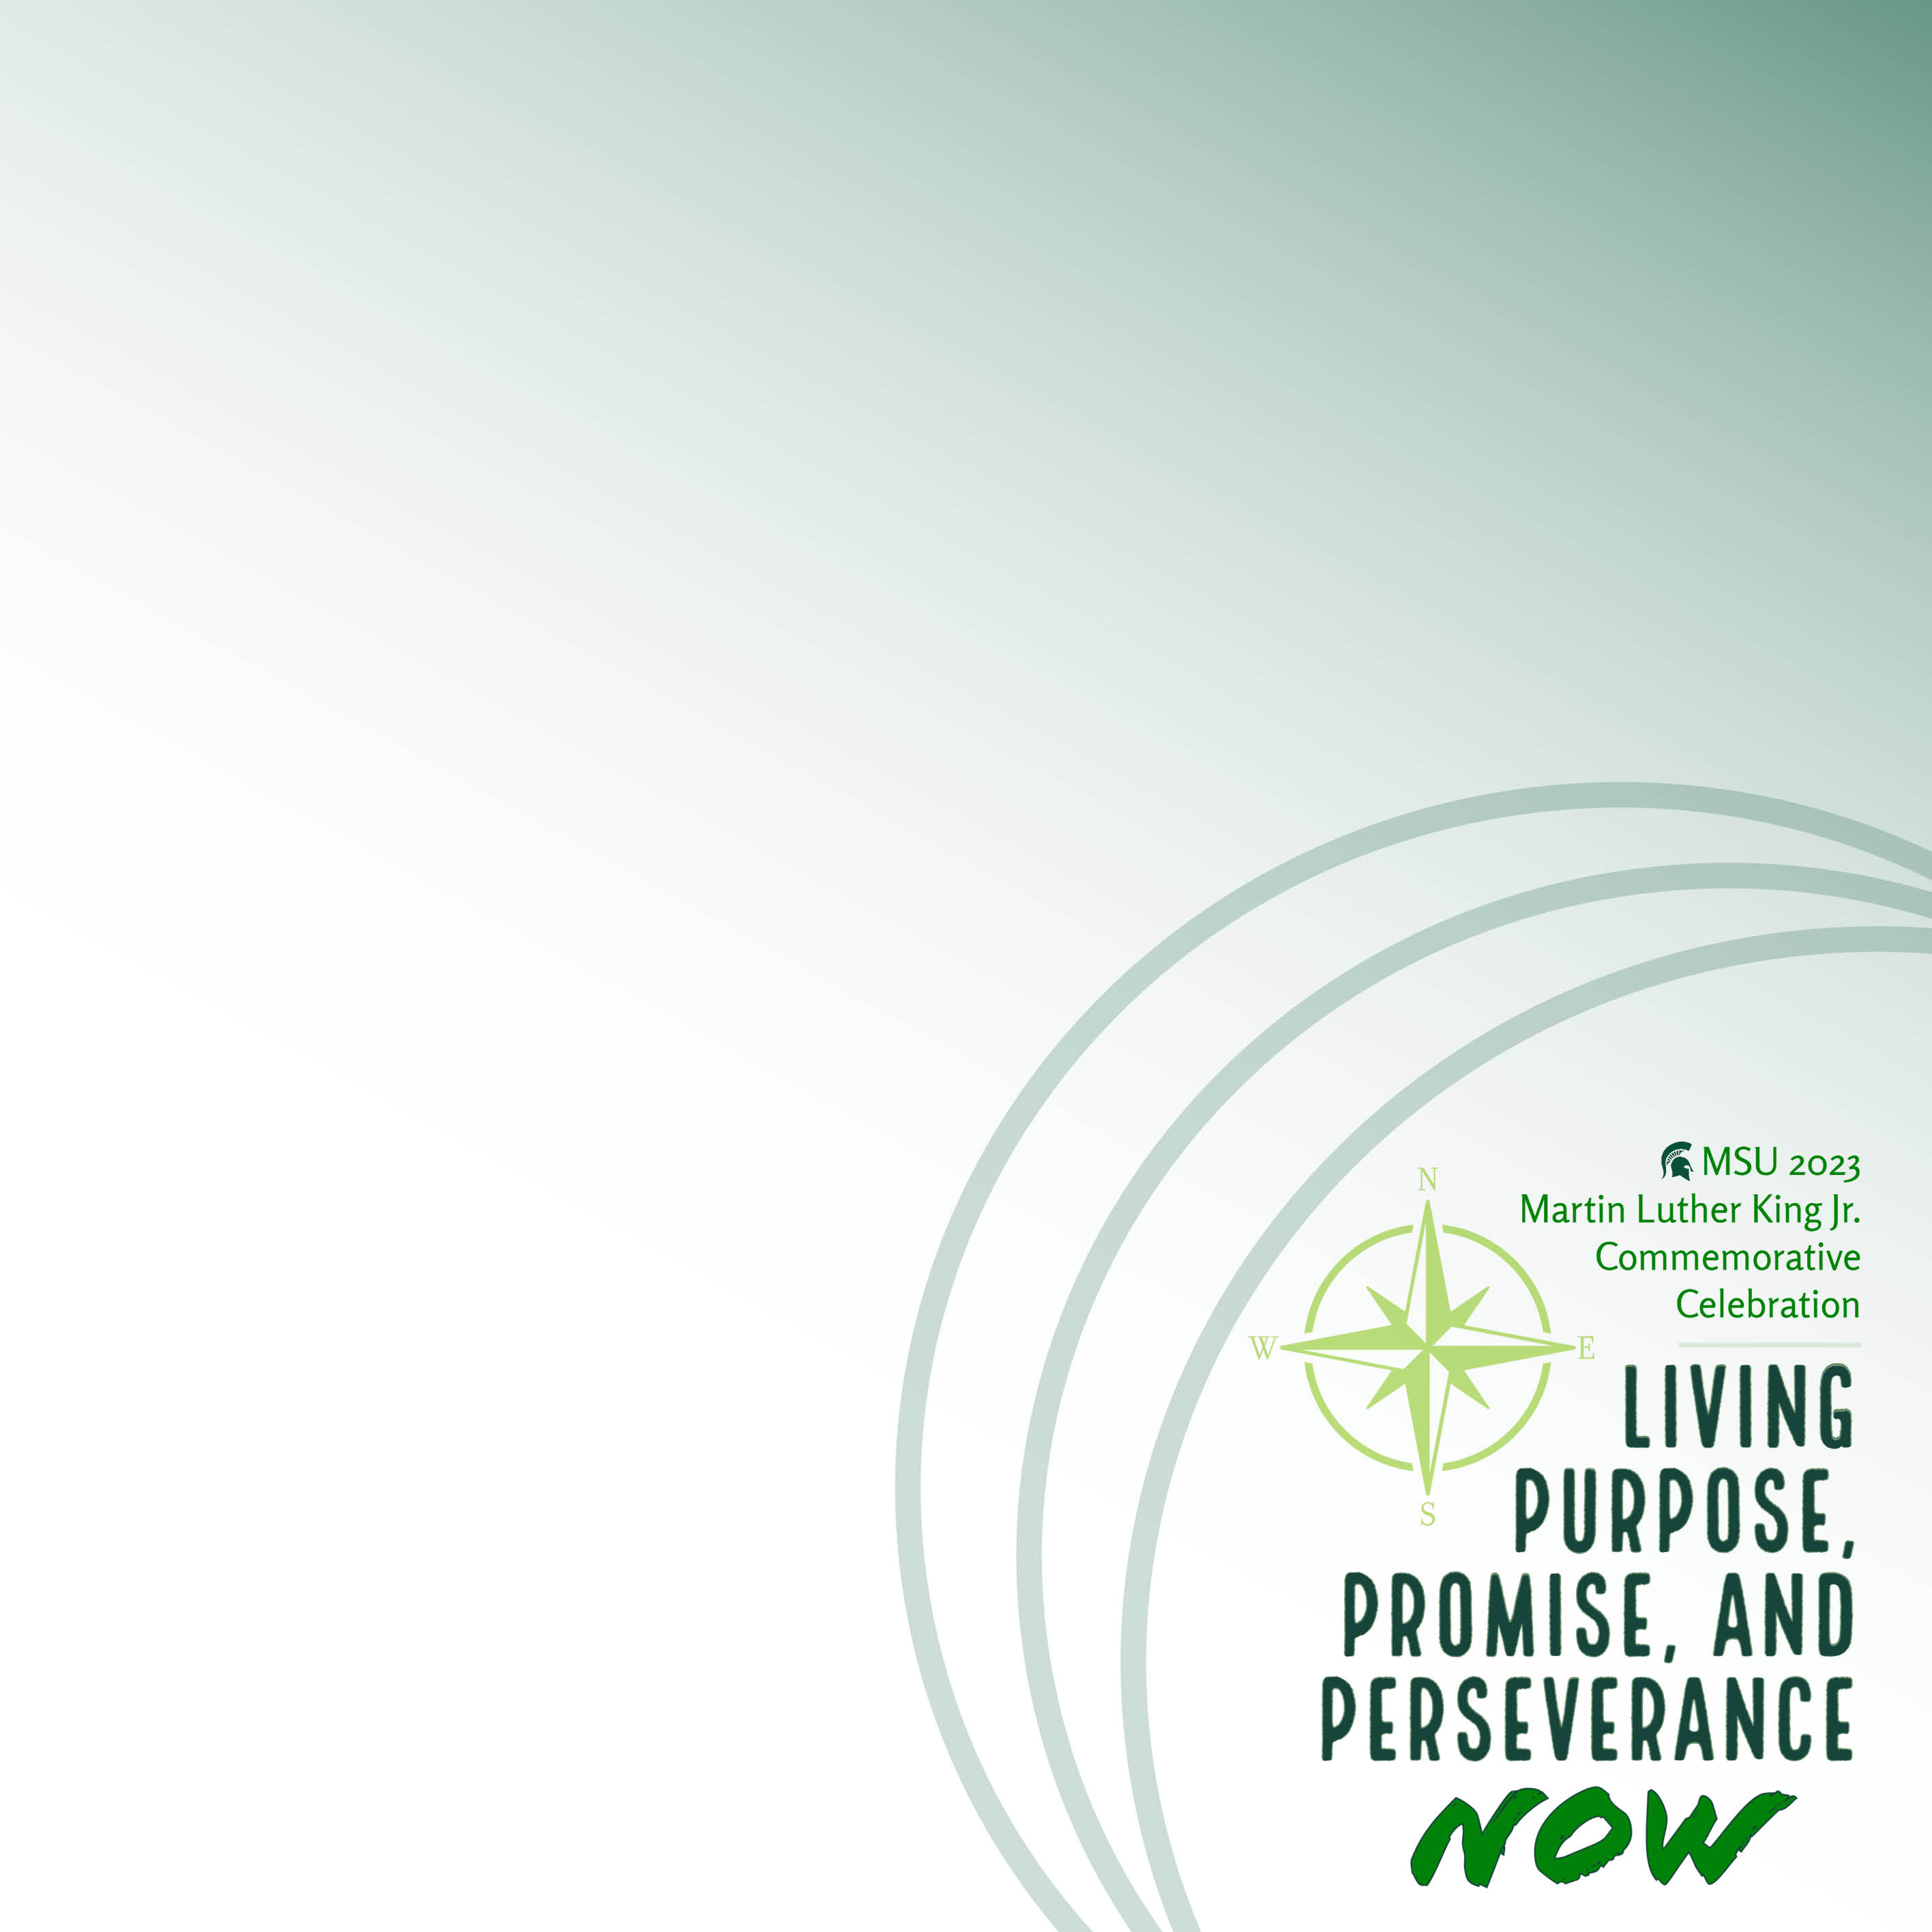 MSU 2023
Martin Luther King Jr.
Commemorative
Celebration
N
W
E
S
LIVING
PURPOSE,
PROMISE, AND
PERSEVERANCE
NOW